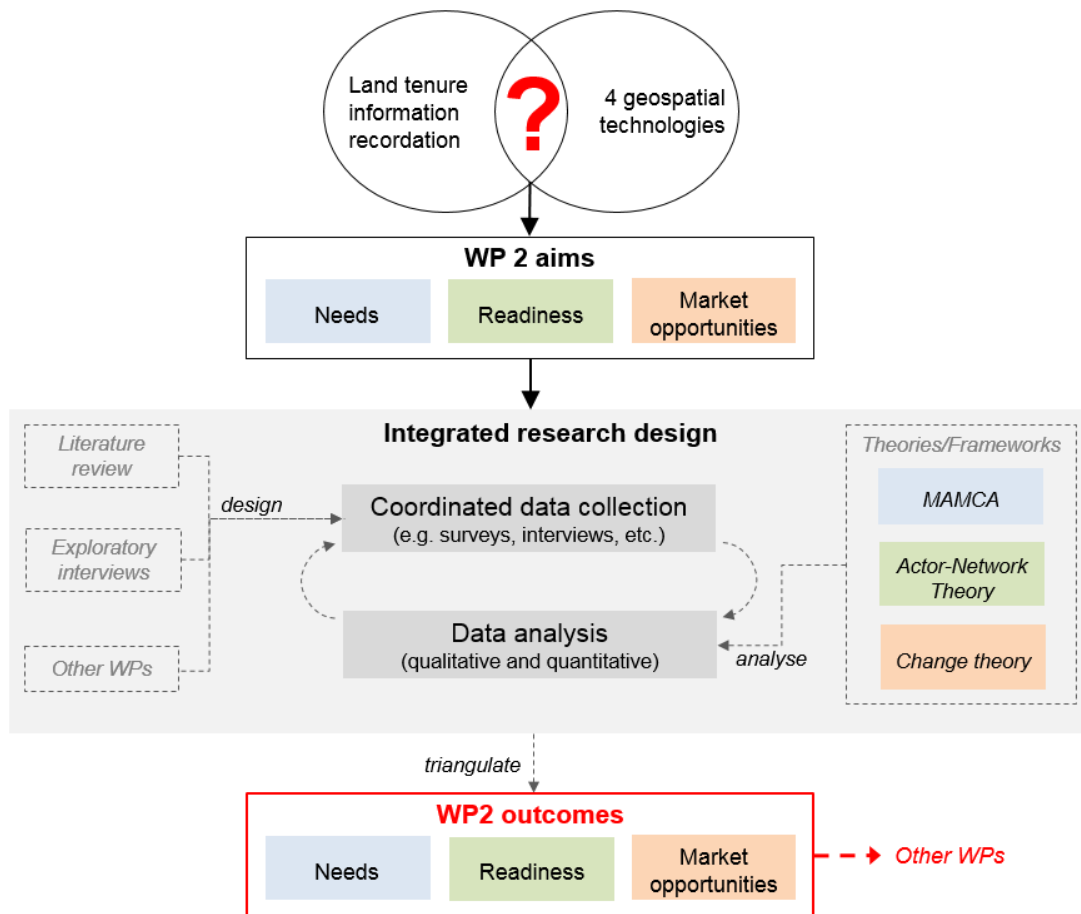 Land tenure
information
recordation
?
4 geospatial
technologies
WP 2 aims
Needs
Readiness
Market
opportunities
Integrated research design
Literature
review
Exploratory
interviews
Other WPs
design
Coordinated data collection
(e.g. surveys, interviews, etc.)
Data analysis
(qualitative and quantitative)
analyse
Theories/Frameworks
MAMCA
Actor-Network
Theory
Change theory
triangulate
WP2 outcomes
Needs
Readiness
Market
opportunities
Other WPs